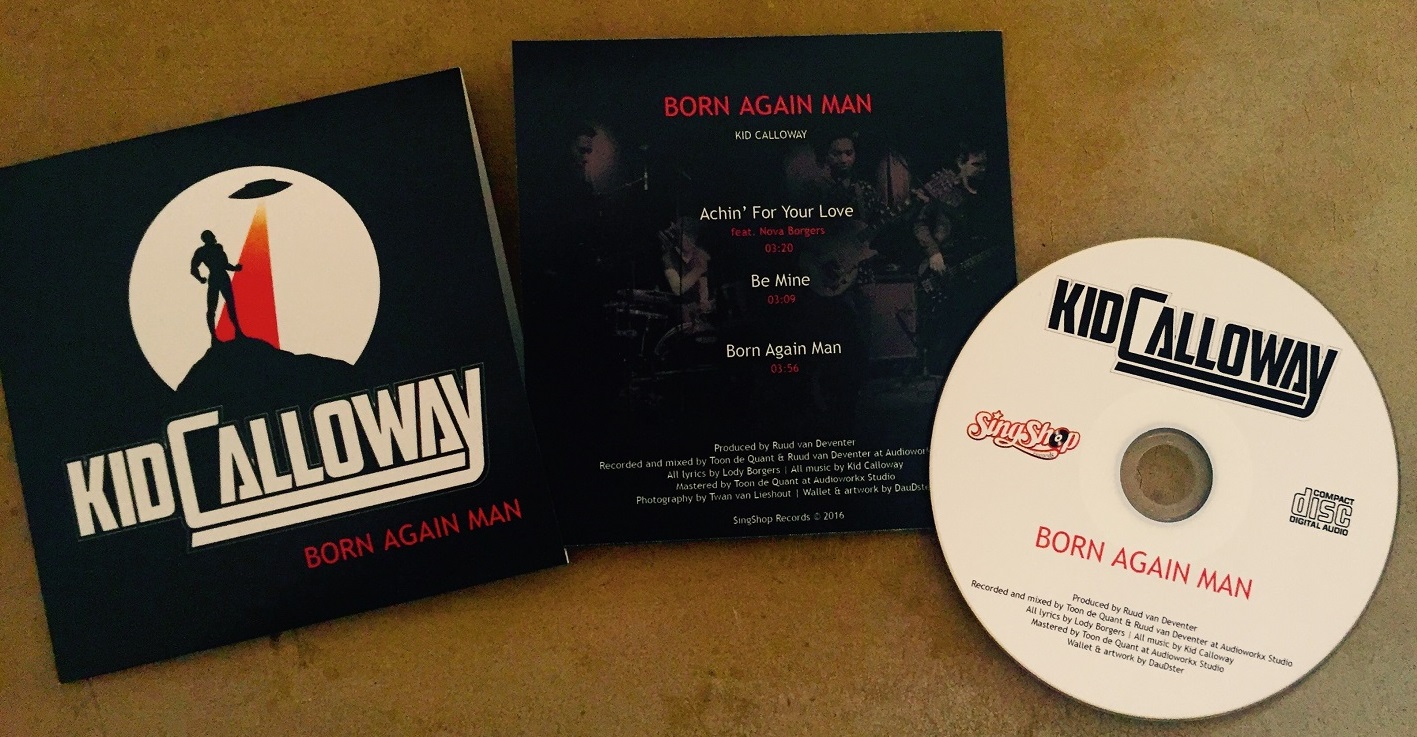 KID CALLOWAY
BORN AGAIN MAN
BORN AGAIN MAN
KID CALLOWAY
Achin' For Your Love
feat. Nova Borgers
03:20
Be Mine
03:09
Born Again Man
03:56
Produced by Ruud van Deventer
Recorded and mixed by Toon de Quant & Ruud van Deventer at
All lyrics by Lody Borgers | All music by Kid Calloway
Mastered by Toon de Quant at Audioworkx Studio
Photography by Twan van Lieshout | Wallet & artwork by
SingShop Records © 2016
KID CALLOWAY
SingShop
COMPACT
disc
DIGITAL AUDIO
BORN AGAIN MAN
Produced by Ruud van Deventer
Recorded and mixed by Toon de Quant & Ruud van Deventer at Audioworkx Studio
All lyrics by Lody Borgers | All music by Kid Calloway
Mastered by Toon de Quant at Audioworkx Studio
Wallet & artwork by DauDster